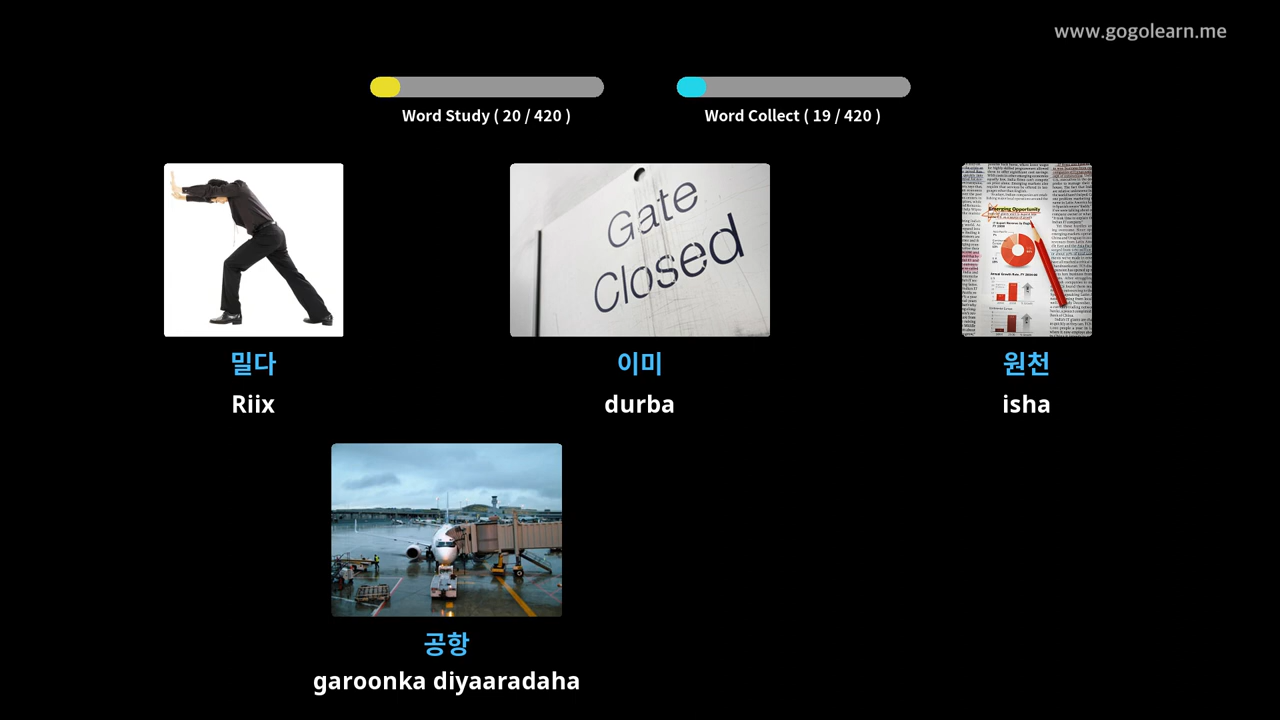 www.gogolearn.me
Word Study ( 20 / 420 )
Word Collect ( 19 / 420 )
Gate
Closed
Emerging Opportunity
밀다
이미
원천
Riix
durba
isha
공항
garoonka diyaaradaha